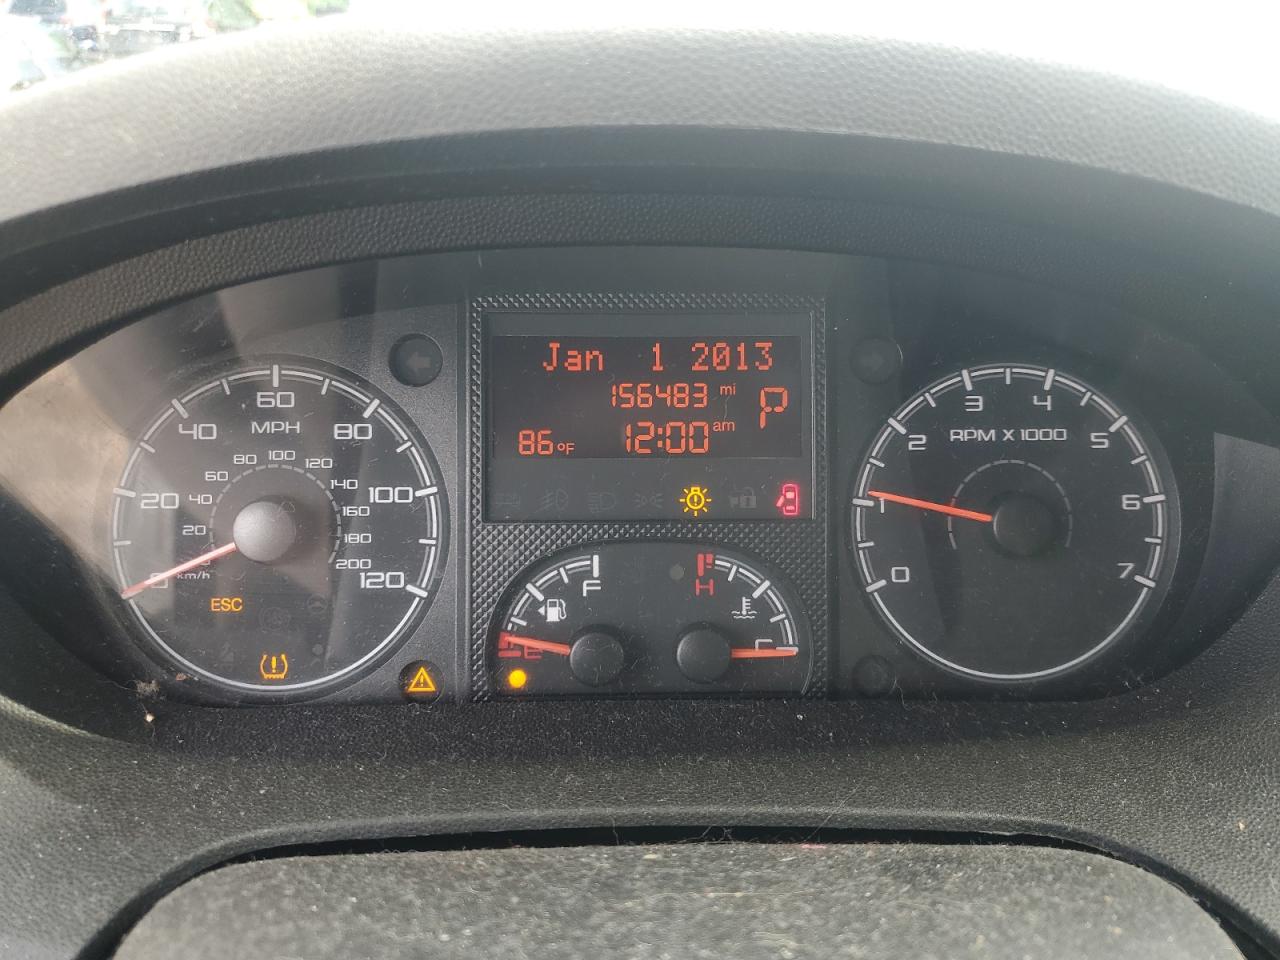 Jan 1 2013
156483 mi
P
86°F 12:00 am
60
MPH
40 80
20 100
0 120
80 100 120
60 140
40 160
20 180
km/h 200
ESC
F
E
H
C
RPM X 1000
3 4
2 5
1 6
0 7